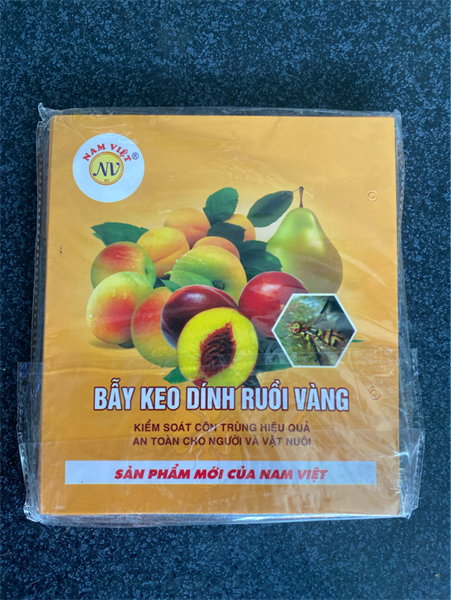 NAM VIỆT ®
NV
BẪY KEO DÍNH RUỒI VÀNG
KIỂM SOÁT CÔN TRÙNG HIỆU QUẢ
AN TOÀN CHO NGƯỜI VÀ VẬT NUÔI
SẢN PHẨM MỚI CỦA NAM VIỆT